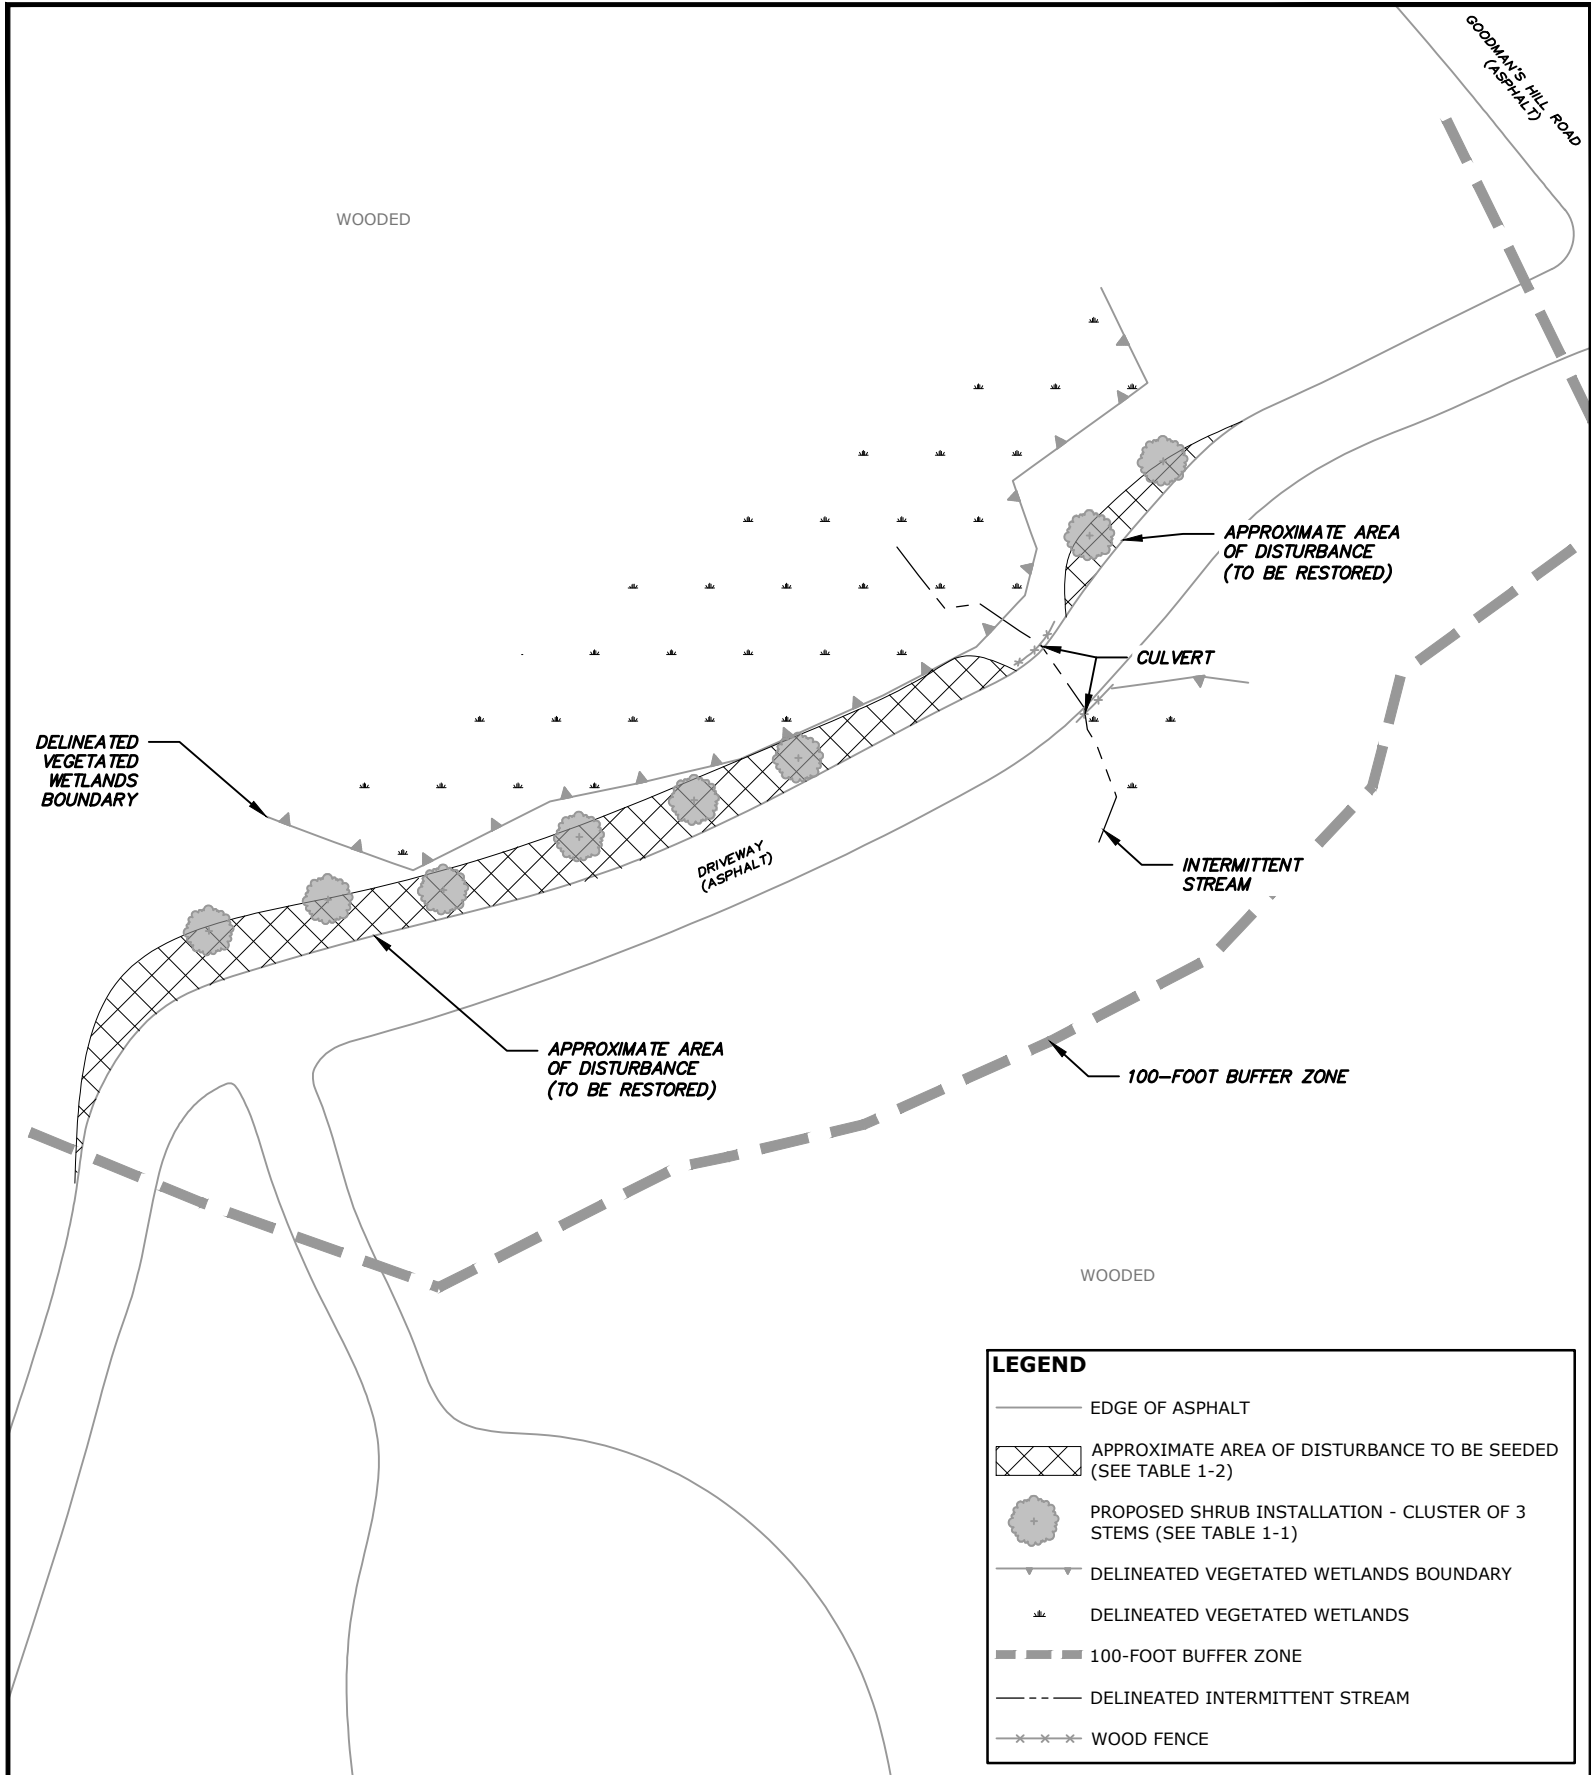 GOODMAN'S HILL ROAD
(ASPHALT)
WOODED
APPROXIMATE AREA
OF DISTURBANCE
(TO BE RESTORED)
CULVERT
DELINEATED
VEGETATED
WETLANDS
BOUNDARY
DRIVEWAY
(ASPHALT)
INTERMITTENT
STREAM
APPROXIMATE AREA
OF DISTURBANCE
(TO BE RESTORED)
100-FOOT BUFFER ZONE
WOODED
LEGEND
EDGE OF ASPHALT
APPROXIMATE AREA OF DISTURBANCE TO BE SEEDED
(SEE TABLE 1-2)
PROPOSED SHRUB INSTALLATION - CLUSTER OF 3
STEMS (SEE TABLE 1-1)
DELINEATED VEGETATED WETLANDS BOUNDARY
DELINEATED VEGETATED WETLANDS
100-FOOT BUFFER ZONE
DELINEATED INTERMITTENT STREAM
WOOD FENCE